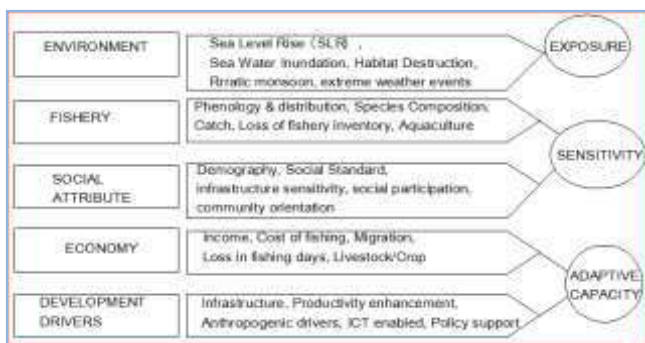 ENVIRONMENT
Sea Level Rise (SLR) ,
Sea Water Inundation, Habitat Destruction,
Rrratic monsoon, extreme weather events
EXPOSURE
FISHERY
Phenology & distribution, Species Composition,
Catch, Loss of fishery inventory, Aquaculture
SENSITIVITY
SOCIAL
ATTRIBUTE
Demography, Social Standard,
infrastructure sensitivity, social participation,
community orientation
ECONOMY
Income, Cost of fishing, Migration,
Loss in fishing days, Livestock/Crop
ADAPTIVE
CAPACITY
DEVELOPMENT
DRIVERS
Infrastructure, Productivity enhancement,
Anthropogenic drivers, ICT enabled, Policy support